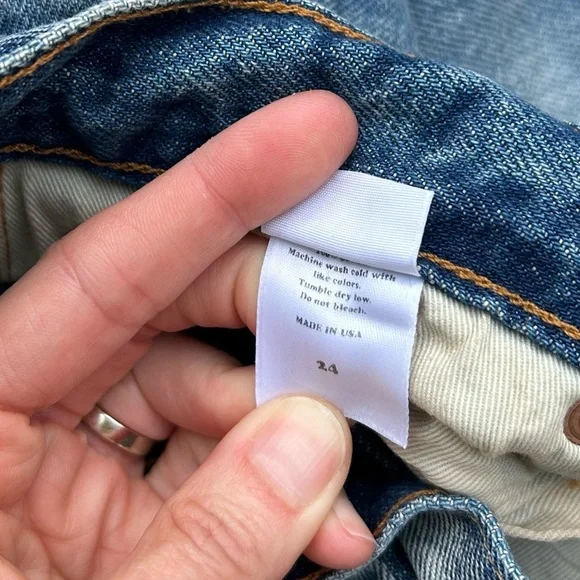 Machine wash cold with
like colors.
Tumble dry low.
Do not bleach.
MADE IN USA
24